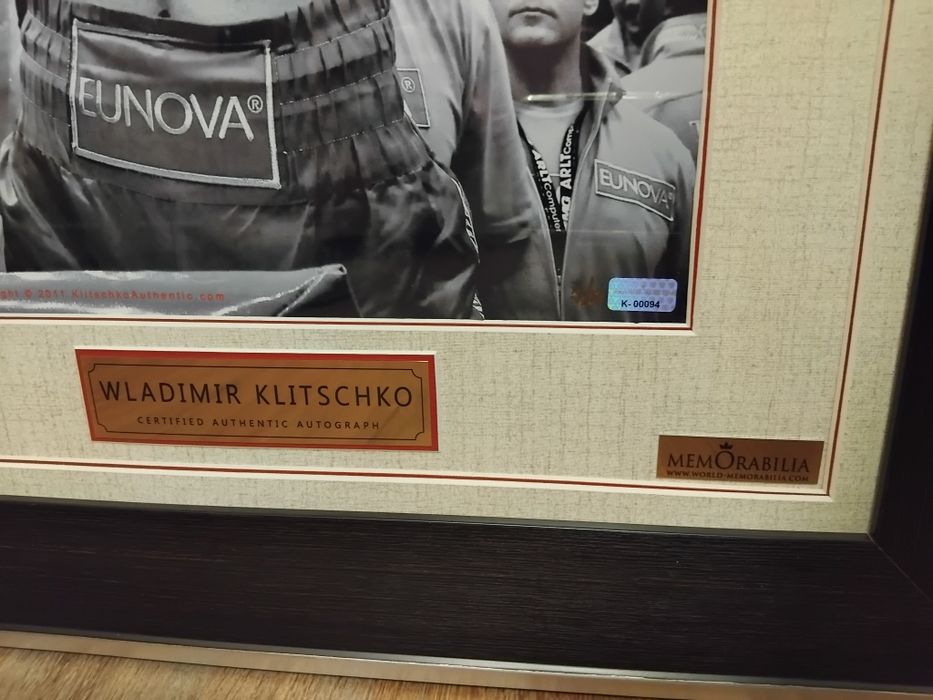 EUNOVA®
®
ARLT Computer
ARLT
EUNOVA®
ght © 2011 KlitschkoAuthentic.com
K-00094
WLADIMIR KLITSCHKO
CERTIFIED AUTHENTIC AUTOGRAPH
MEMORABILIA
WWW.WORLD-MEMORABILIA.COM